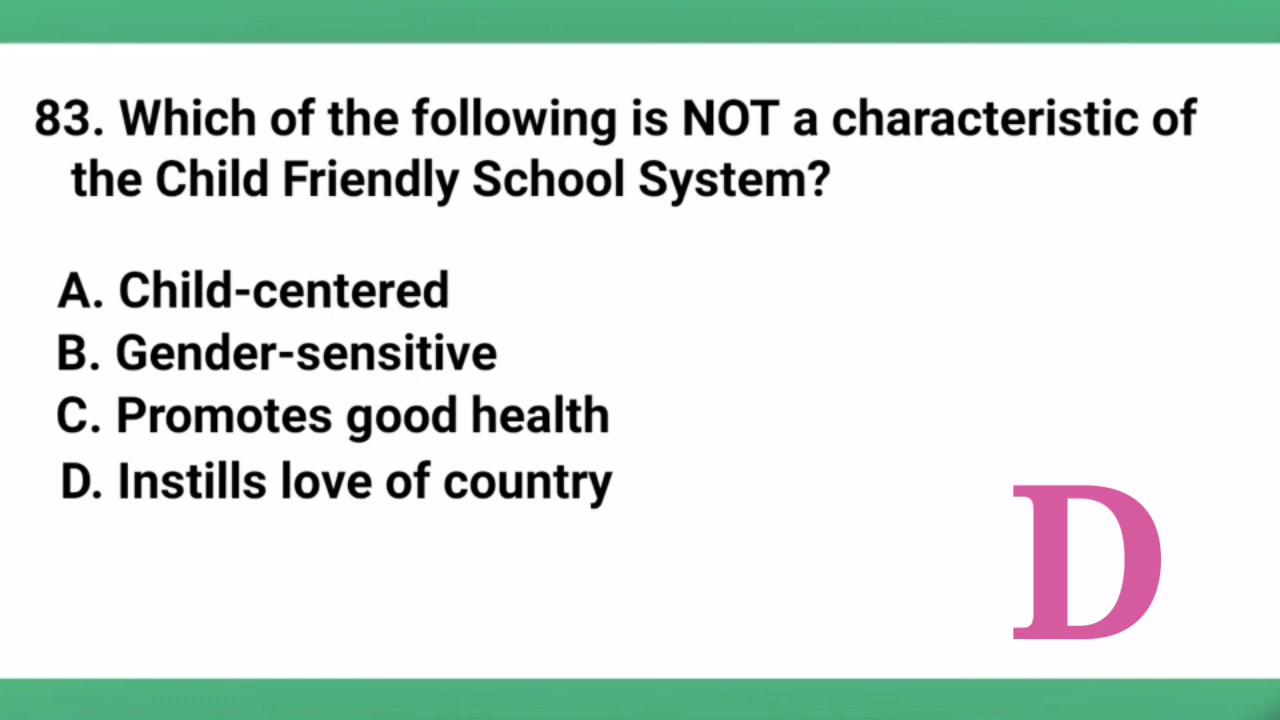 83. Which of the following is NOT a characteristic of
the Child Friendly School System?
A. Child-centered
B. Gender-sensitive
C. Promotes good health
D. Instills love of country
D